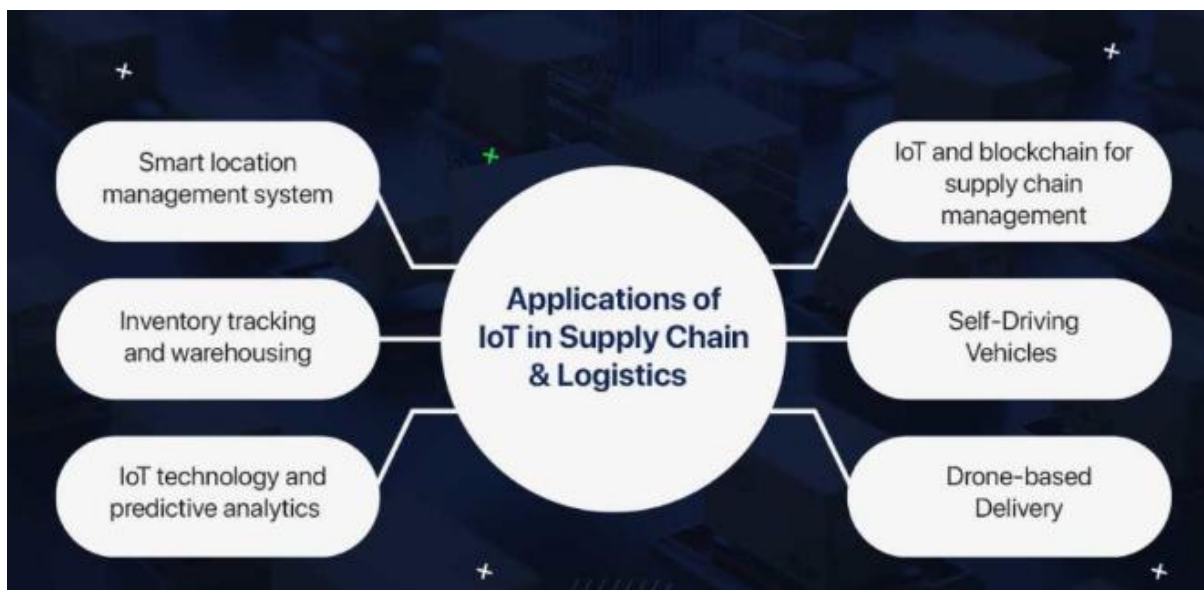 Smart location
management system
Inventory tracking
and warehousing
IoT technology and
predictive analytics
Applications of
IoT in Supply Chain
& Logistics
IoT and blockchain for
supply chain
management
Self-Driving
Vehicles
Drone-based
Delivery